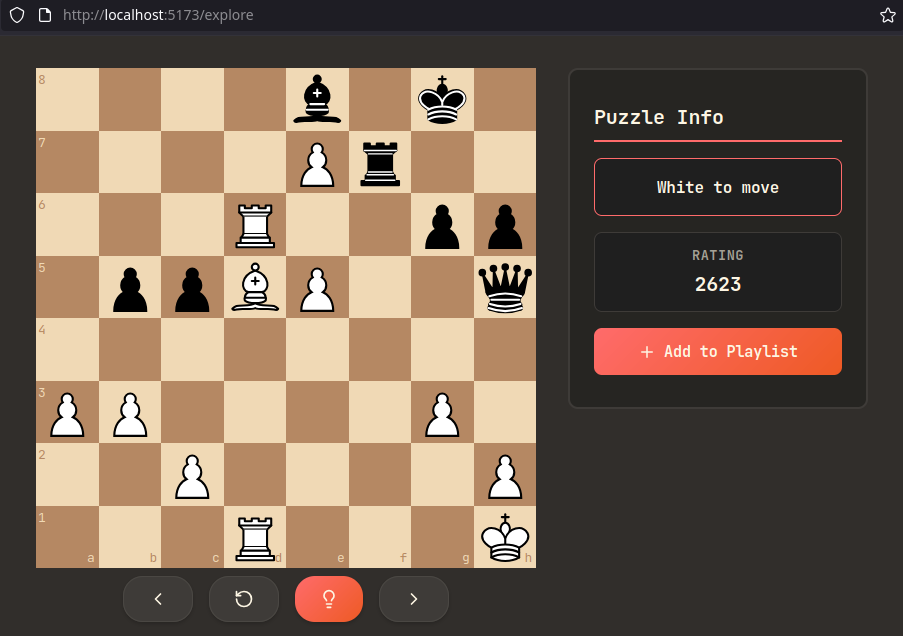 http://localhost:5173/explore
8
7
6
5
4
3
2
1
a b c d e f g h
Puzzle Info
White to move
RATING
2623
+ Add to Playlist